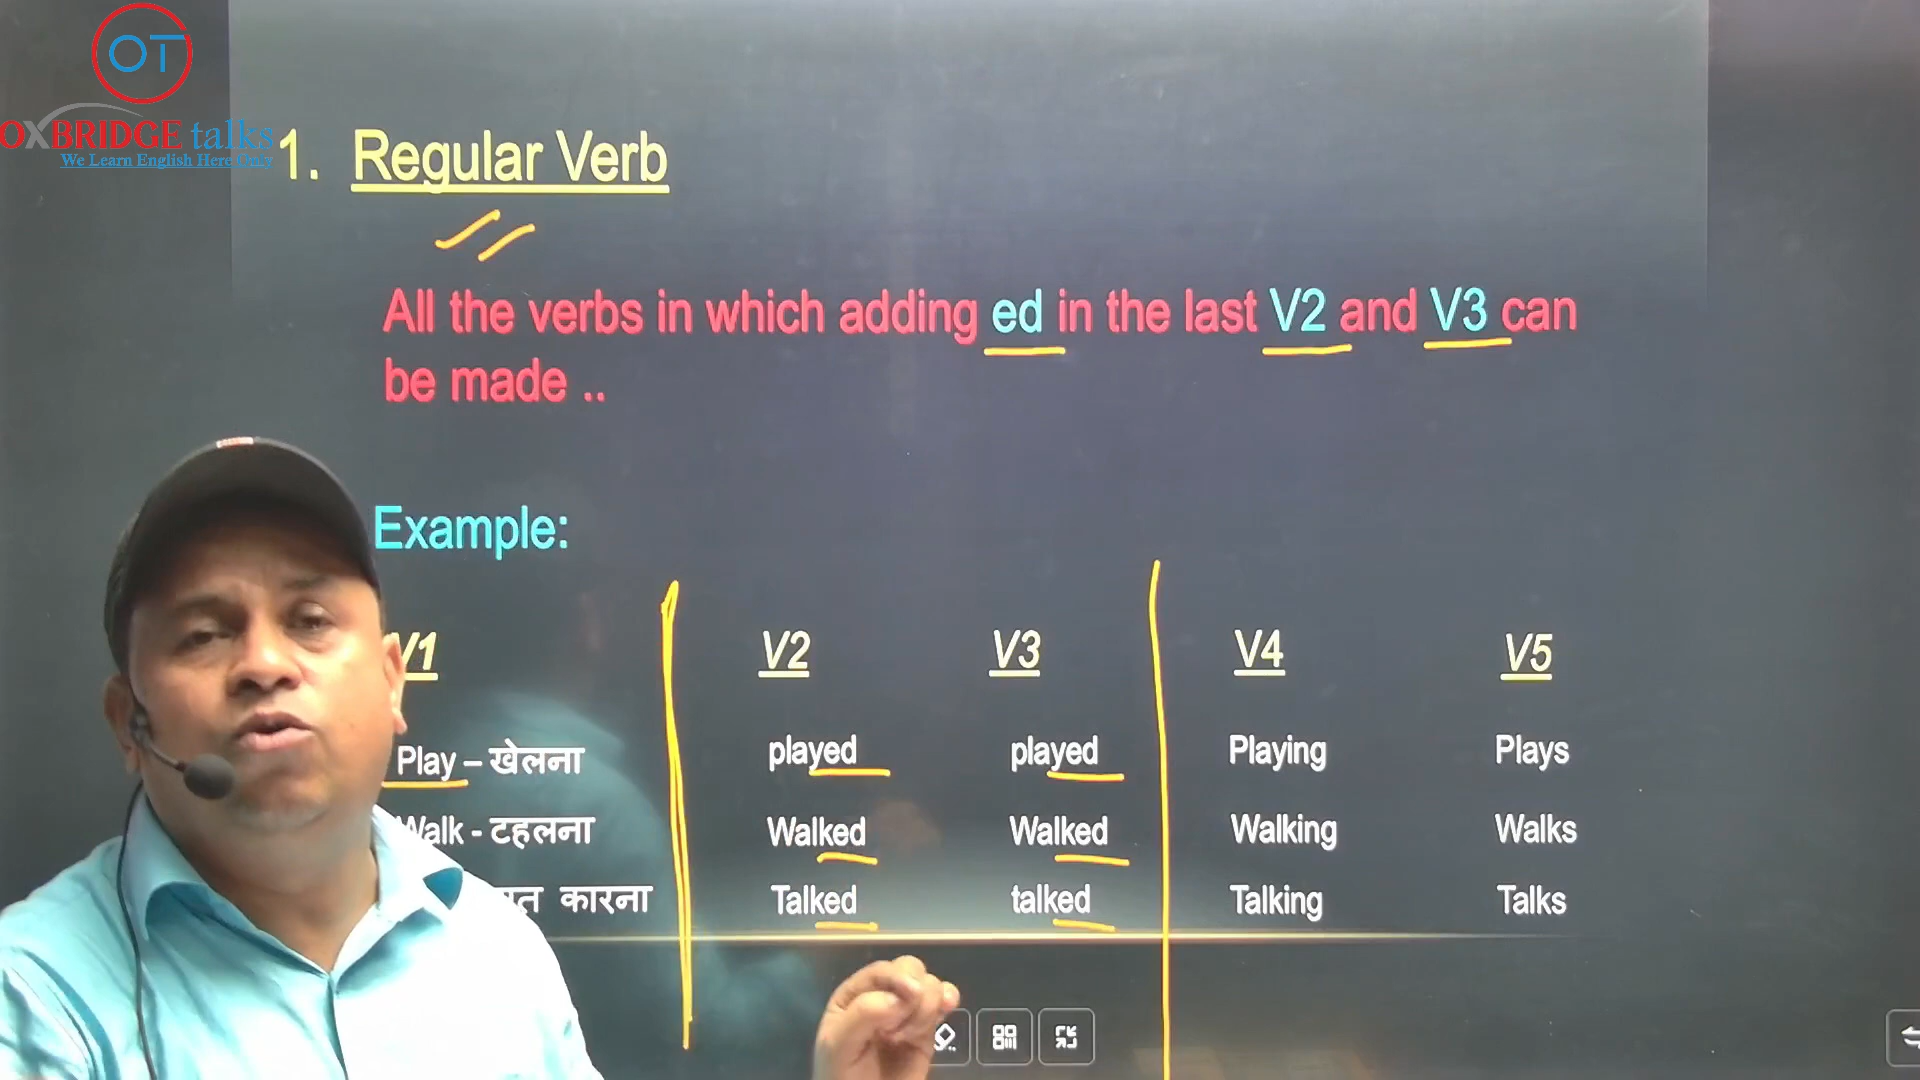 OT
OXBRIDGE talks
We Learn English Here Only
1. Regular Verb
All the verbs in which adding ed in the last V2 and V3 can
be made ..
Example:
V1 V2 V3 V4 V5
Play – खेलना played played Playing Plays
Walk - टहलना Walked Walked Walking Walks
कारना Talked talked Talking Talks